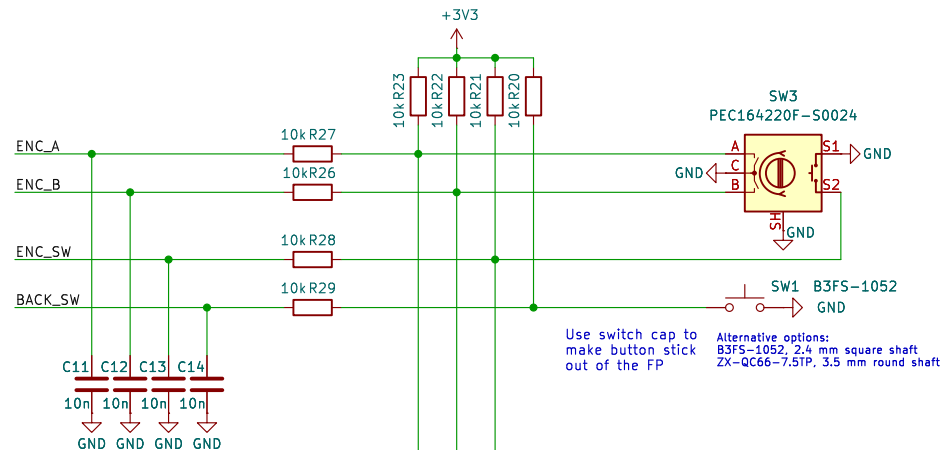 +3V3
10k R23
10k R22
10k R21
10k R20
SW3
PEC164220F-S0024
ENC_A
10k R27
A
S1
GND
GND
C
ENC_B
10k R26
B
S2
SH
GND
ENC_SW
10k R28
BACK_SW
10k R29
SW1 B3FS-1052
GND
Use switch cap to
make button stick
out of the FP
Alternative options:
B3FS-1052, 2.4 mm square shaft
ZX-QC66-7.5TP, 3.5 mm round shaft
C11 C12 C13 C14
10n 10n 10n 10n
GND GND GND GND